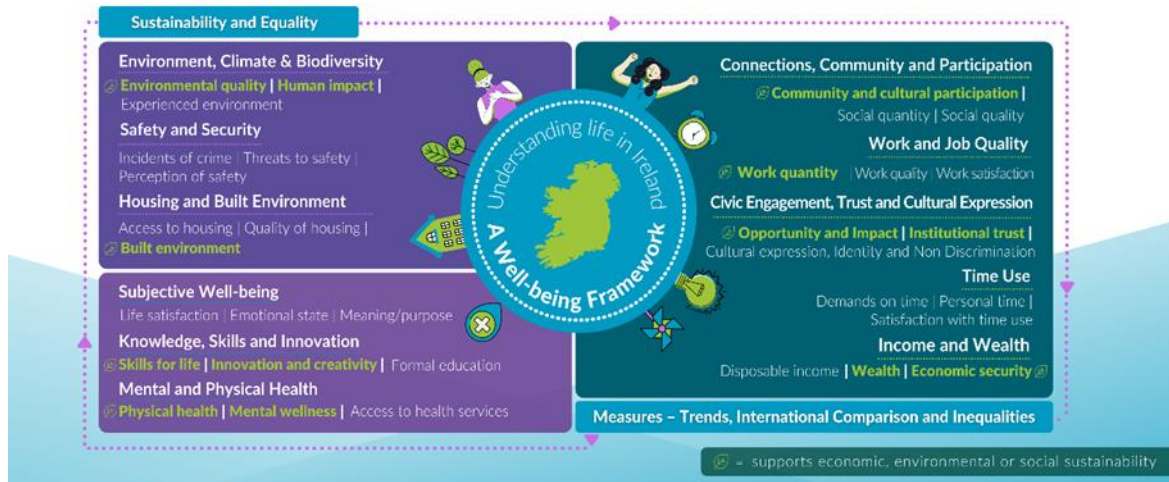 Sustainability and Equality
Environment, Climate & Biodiversity
Environmental quality | Human impact |
Experienced environment
Safety and Security
Incidents of crime | Threats to safety |
Perception of safety
Housing and Built Environment
Access to housing | Quality of housing |
Built environment
Subjective Well-being
Life satisfaction | Emotional state | Meaning/purpose
Knowledge, Skills and Innovation
Skills for life | Innovation and creativity | Formal education
Mental and Physical Health
Physical health | Mental wellness | Access to health services
Understanding life in Ireland
A Well-being Framework
Connections, Community and Participation
Community and cultural participation |
Social quantity | Social quality
Work and Job Quality
Work quantity | Work quality | Work satisfaction
Civic Engagement, Trust and Cultural Expression
Opportunity and Impact | Institutional trust |
Cultural expression, Identity and Non Discrimination
Time Use
Demands on time | Personal time |
Satisfaction with time use
Income and Wealth
Disposable income | Wealth | Economic security
Measures – Trends, International Comparison and Inequalities
= supports economic, environmental or social sustainability